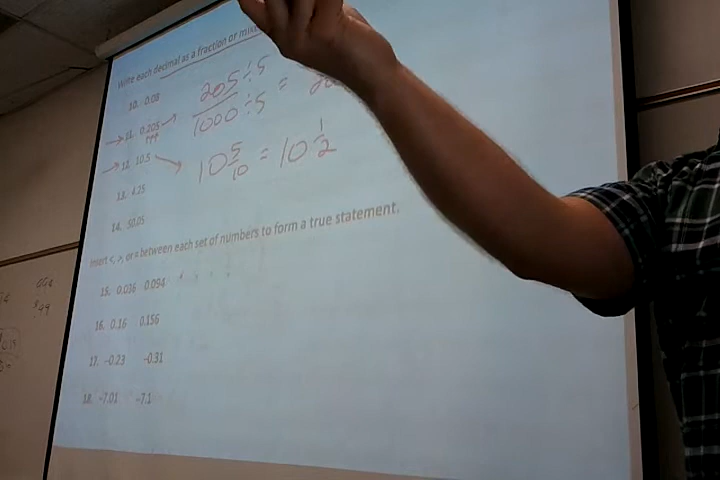 Write each decimal as a fraction or
10. 0.08
11. 0.205
205 ÷ 5 =
1000 ÷ 5
12. 10.5
10 5/10 = 10 1/2
13. 4.25
14. 50.05
Insert <, >, or = between each set of numbers to form a true statement.
15. 0.036 0.094
16. 0.16 0.156
17. -0.23 -0.31
18. -7.01 -7.1